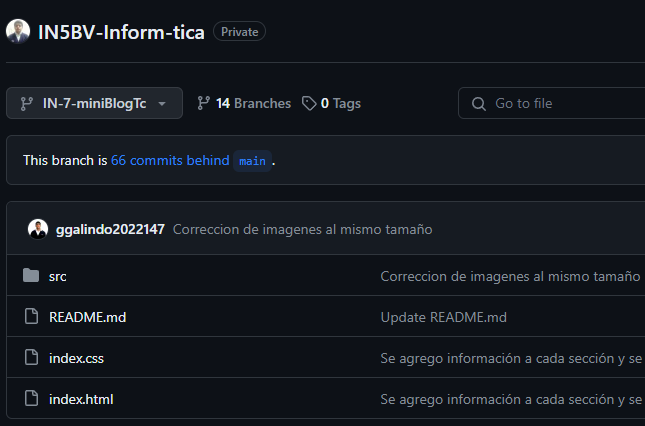 IN5BV-Inform-tica Private
IN-7-miniBlogTc 14 Branches 0 Tags Go to file
This branch is 66 commits behind main.
ggalindo2022147 Correccion de imagenes al mismo tamaño
src Correccion de imagenes al mismo tamaño
README.md Update README.md
index.css Se agrego información a cada sección y se
index.html Se agrego información a cada sección y se